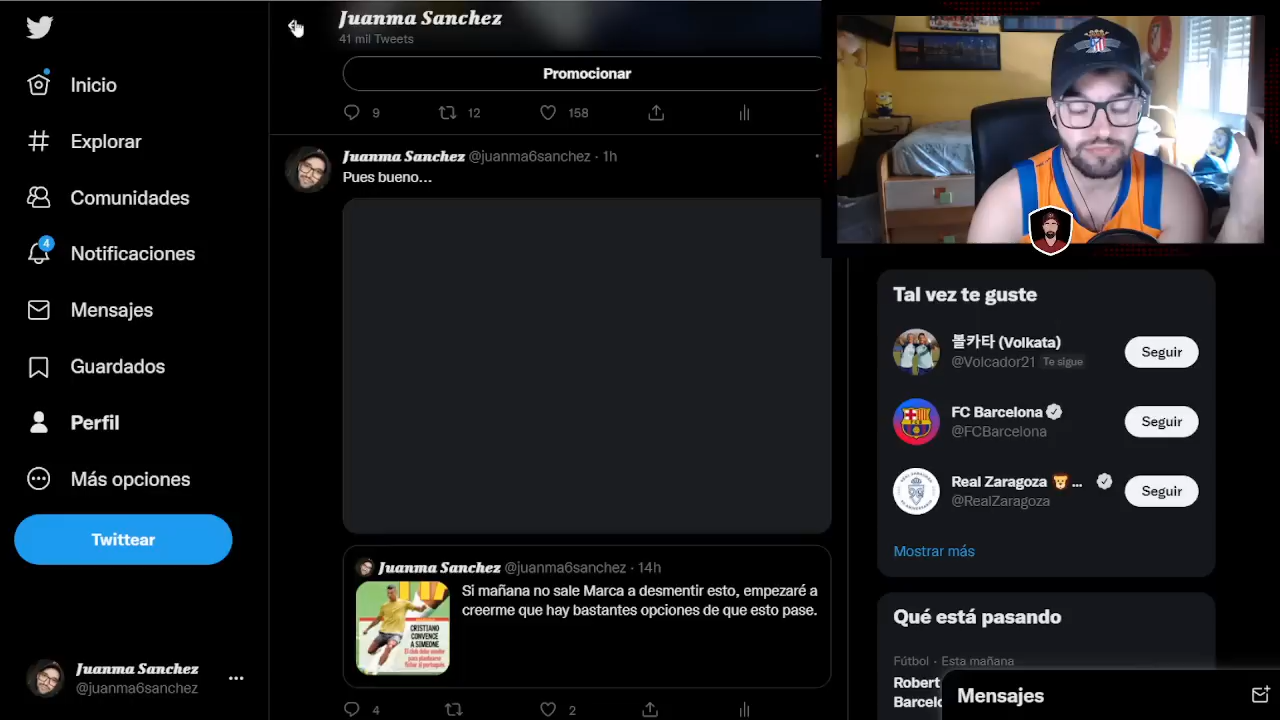 Juanma Sanchez
41 mil Tweets
Inicio
Explorar
Comunidades
4
Notificaciones
Mensajes
Guardados
Perfil
Más opciones
Twittear
Juanma Sanchez
@juanma6sanchez
Promocionar
9 12 158
Juanma Sanchez @juanma6sanchez · 1h
Pues bueno...
Juanma Sanchez @juanma6sanchez · 14h
Si mañana no sale Marca a desmentir esto, empezaré a
creerme que hay bastantes opciones de que esto pase.
CRISTIANO
CONVENCE
A SIMEONE
4 2
Tal vez te guste
볼카타 (Volkata)
@Volcador21 Te sigue
Seguir
FC Barcelona
@FCBarcelona
Seguir
Real Zaragoza 🦁...
@RealZaragoza
Seguir
Mostrar más
Qué está pasando
Fútbol · Esta mañana
Robert
Barcelo
Mensajes